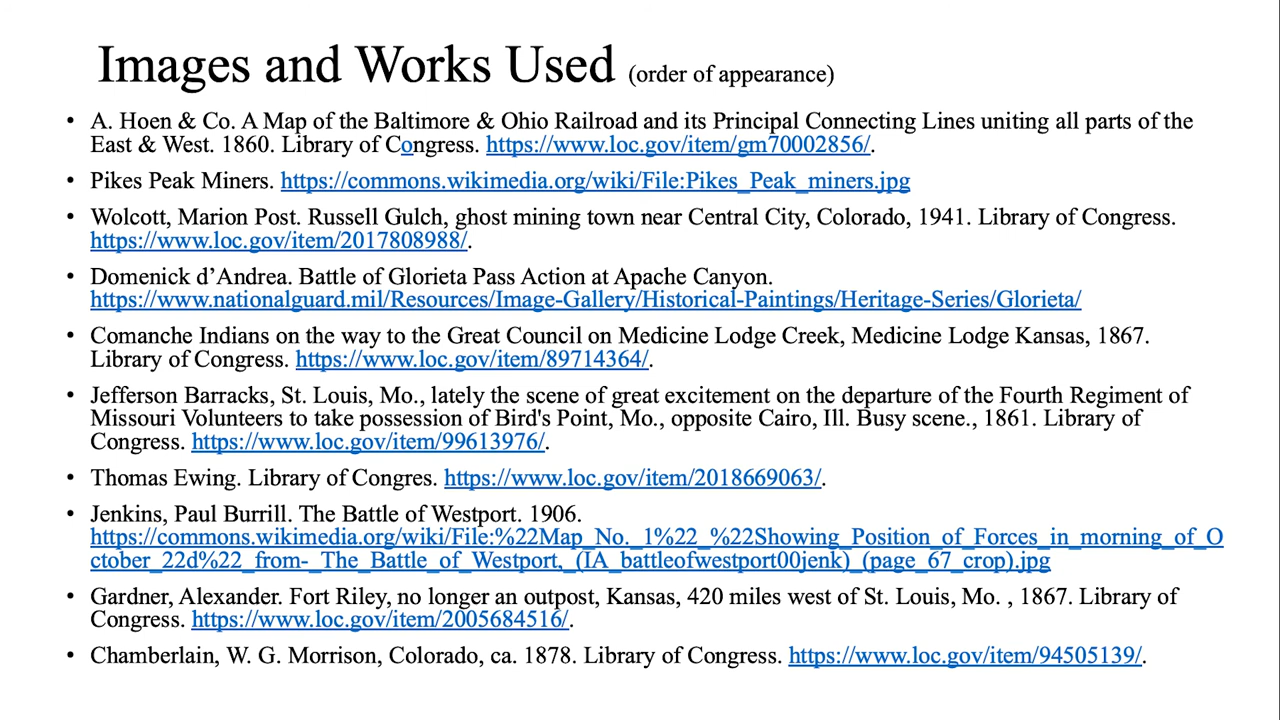 Images and Works Used (order of appearance)
• A. Hoen & Co. A Map of the Baltimore & Ohio Railroad and its Principal Connecting Lines uniting all parts of the
East & West. 1860. Library of Congress. https://www.loc.gov/item/gm70002856/.
• Pikes Peak Miners. https://commons.wikimedia.org/wiki/File:Pikes_Peak_miners.jpg
• Wolcott, Marion Post. Russell Gulch, ghost mining town near Central City, Colorado, 1941. Library of Congress.
https://www.loc.gov/item/2017808988/.
• Domenick d’Andrea. Battle of Glorieta Pass Action at Apache Canyon.
https://www.nationalguard.mil/Resources/Image-Gallery/Historical-Paintings/Heritage-Series/Glorieta/
• Comanche Indians on the way to the Great Council on Medicine Lodge Creek, Medicine Lodge Kansas, 1867.
Library of Congress. https://www.loc.gov/item/89714364/.
• Jefferson Barracks, St. Louis, Mo., lately the scene of great excitement on the departure of the Fourth Regiment of
Missouri Volunteers to take possession of Bird's Point, Mo., opposite Cairo, Ill. Busy scene., 1861. Library of
Congress. https://www.loc.gov/item/99613976/.
• Thomas Ewing. Library of Congres. https://www.loc.gov/item/2018669063/.
• Jenkins, Paul Burrill. The Battle of Westport. 1906.
https://commons.wikimedia.org/wiki/File:%22Map_No._1%22_%22Showing_Position_of_Forces_in_morning_of_O
ctober_22d%22_from-_The_Battle_of_Westport,_(IA_battleofwestport00jenk)_(page_67_crop).jpg
• Gardner, Alexander. Fort Riley, no longer an outpost, Kansas, 420 miles west of St. Louis, Mo. , 1867. Library of
Congress. https://www.loc.gov/item/2005684516/.
• Chamberlain, W. G. Morrison, Colorado, ca. 1878. Library of Congress. https://www.loc.gov/item/94505139/.